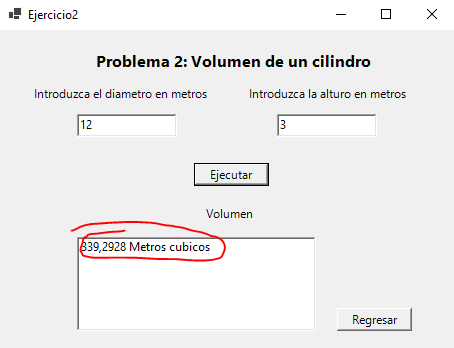 Ejercicio2
Problema 2: Volumen de un cilindro
Introduzca el diametro en metros
Introduzca la alturo en metros
12
3
Ejecutar
Volumen
339,2928 Metros cubicos
Regresar